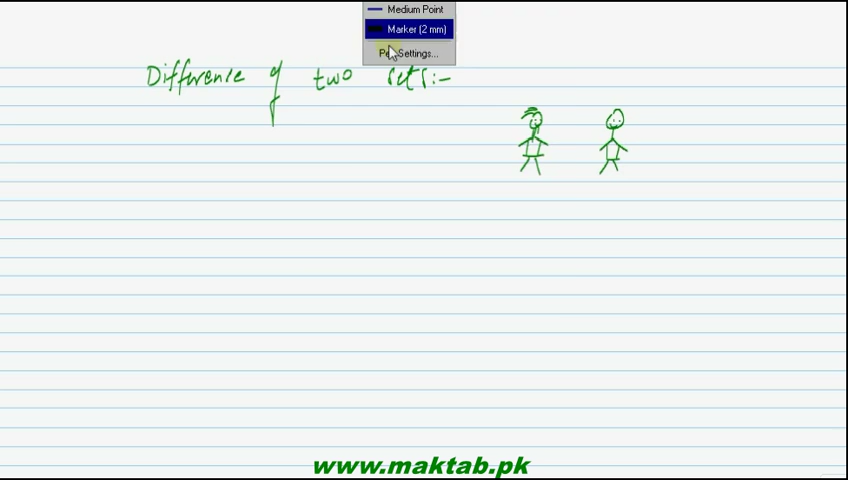 Medium Point
Marker (2 mm)
Pen Settings...
Difference of two sets:-
www.maktab.pk